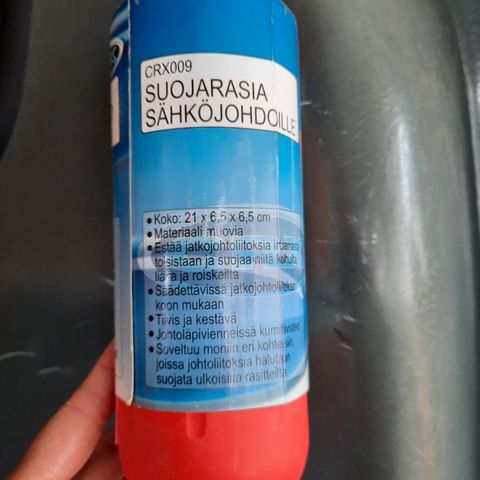 CRX009
SUOJARASIA
SÄHKÖJOHDOILLE
• Koko: 21 x 6,5 x 6,5 cm
• Materiaali muovia
• Estää jatkojohtoliitoksia irtoamasta
toisistaan ja suojaa niitä kolhuilta,
lialta ja roiskeilta
• Säädettävissä jatkojohtoliitoksen
koon mukaan
• Tiivis ja kestävä
• Johtoläpivienneissä kumitiivisteet
• Soveltuu moniin eri kohteisiin,
joissa johtoliitoksia halutaan
suojata ulkoisilta rasitteilta